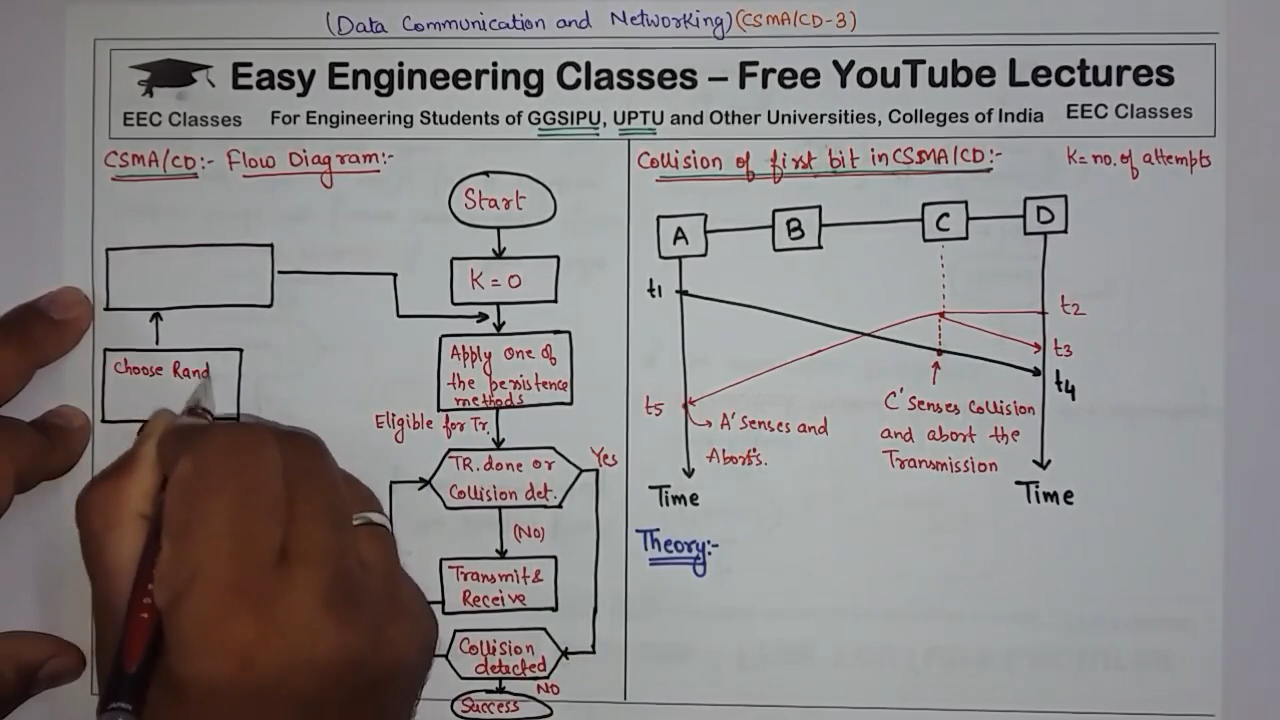 (Data Communication and Networking) (CSMA/CD-3)
Easy Engineering Classes – Free YouTube Lectures
EEC Classes
For Engineering Students of GGSIPU, UPTU and Other Universities, Colleges of India
EEC Classes
CSMA/CD:- Flow Diagram:-
Start
K = 0
Apply One of
the persistence
methods
Eligible for Tr.
TR. done or
Collision det.
Yes
(No)
Transmit &
Receive
Collision
detected
NO
Success
Choose Rand
Collision of first bit in CSMA/CD:-
K = no. of attempts
A
B
C
D
t1
t2
t3
t4
t5
A' Senses and
Abort's.
C' Senses Collision
and abort the
Transmission
Time
Time
Theory:-